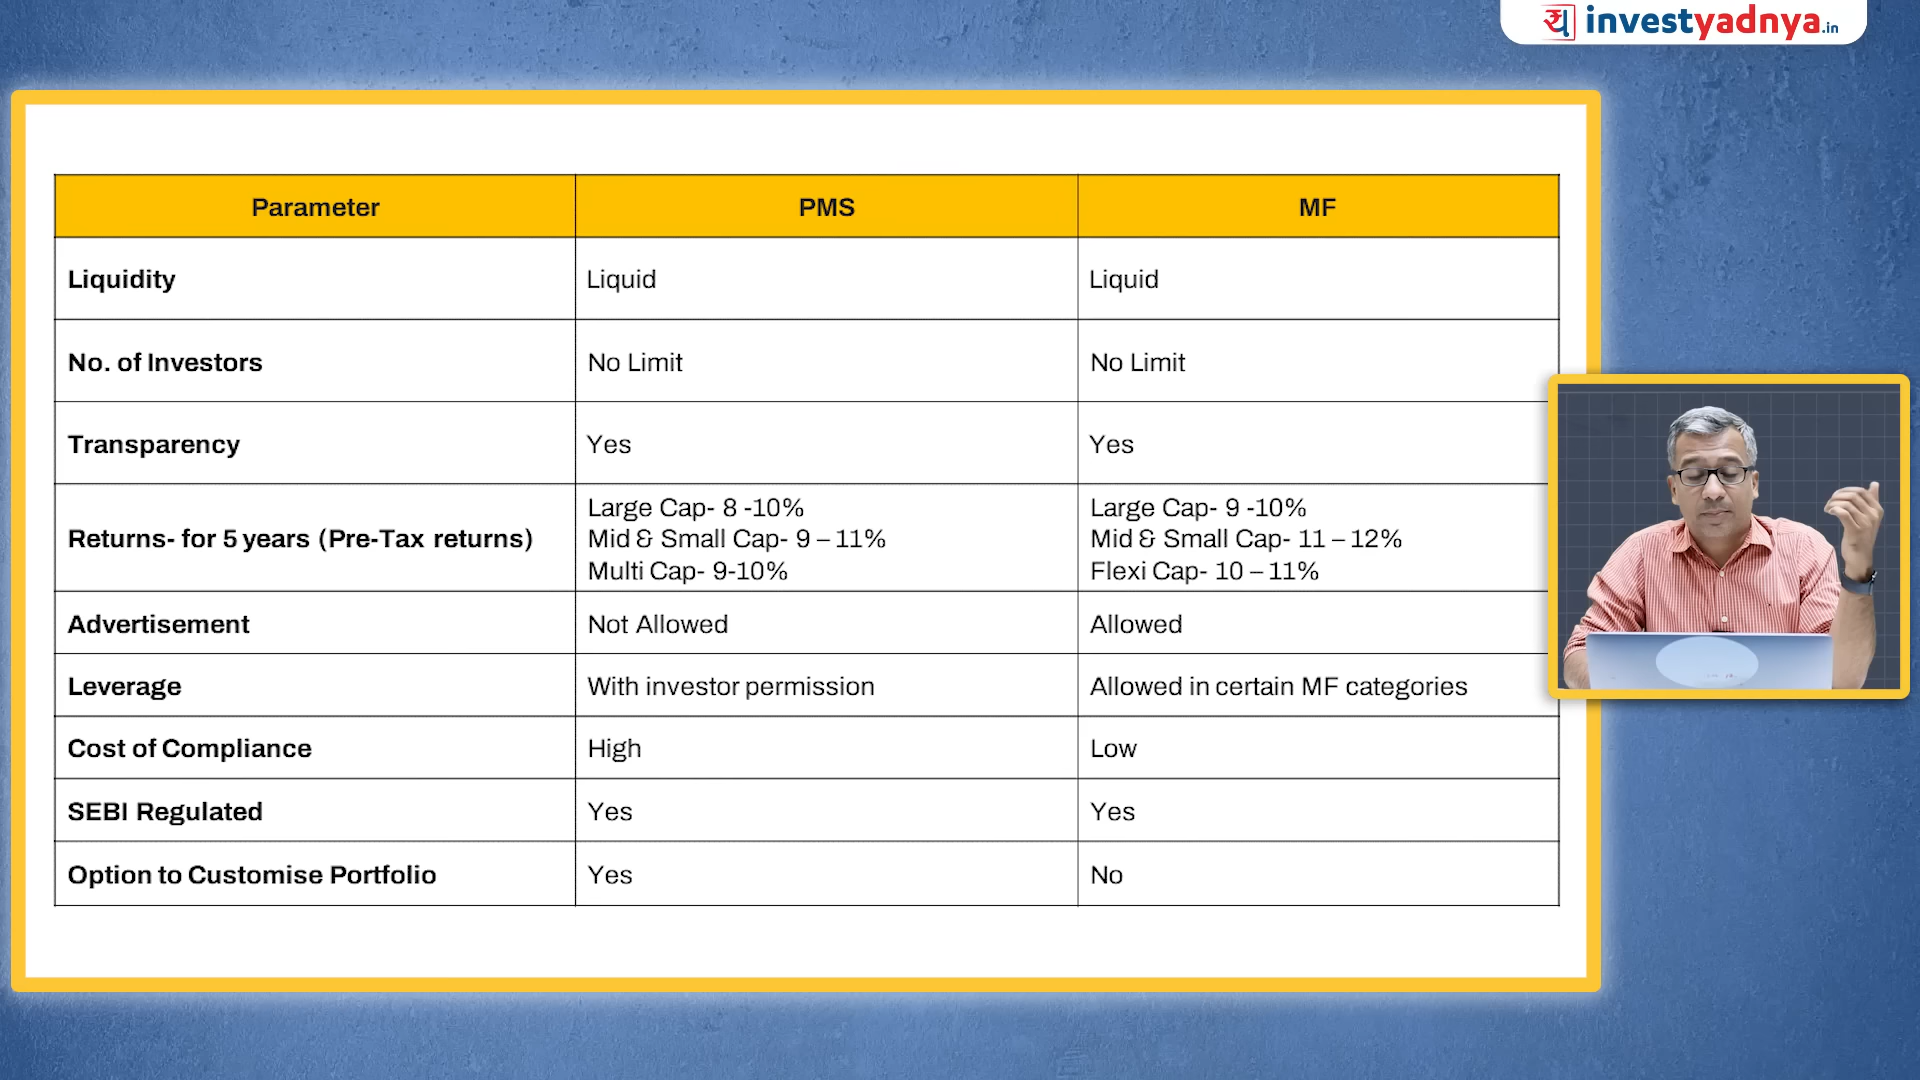 य investyadnya.in
Parameter PMS MF
Liquidity Liquid Liquid
No. of Investors No Limit No Limit
Transparency Yes Yes
Large Cap- 8 -10% Large Cap- 9 -10%
Returns- for 5 years (Pre-Tax returns) Mid & Small Cap- 9 – 11% Mid & Small Cap- 11 – 12%
Multi Cap- 9-10% Flexi Cap- 10 – 11%
Advertisement Not Allowed Allowed
Leverage With investor permission Allowed in certain MF categories
Cost of Compliance High Low
SEBI Regulated Yes Yes
Option to Customise Portfolio Yes No